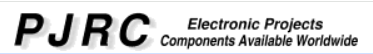 PJRC
Electronic Projects
Components Available Worldwide